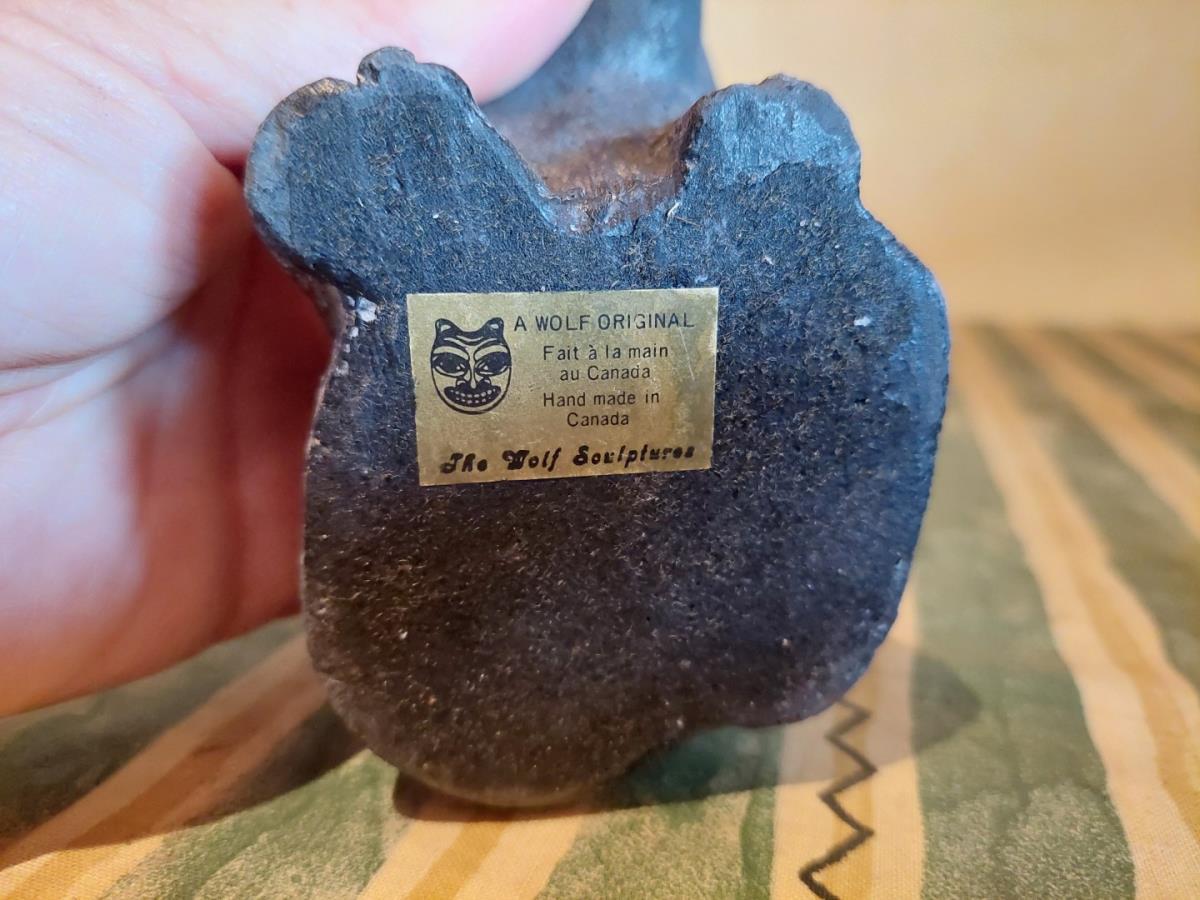 A WOLF ORIGINAL
Fait à la main
au Canada
Hand made in
Canada
The Wolf Sculptures